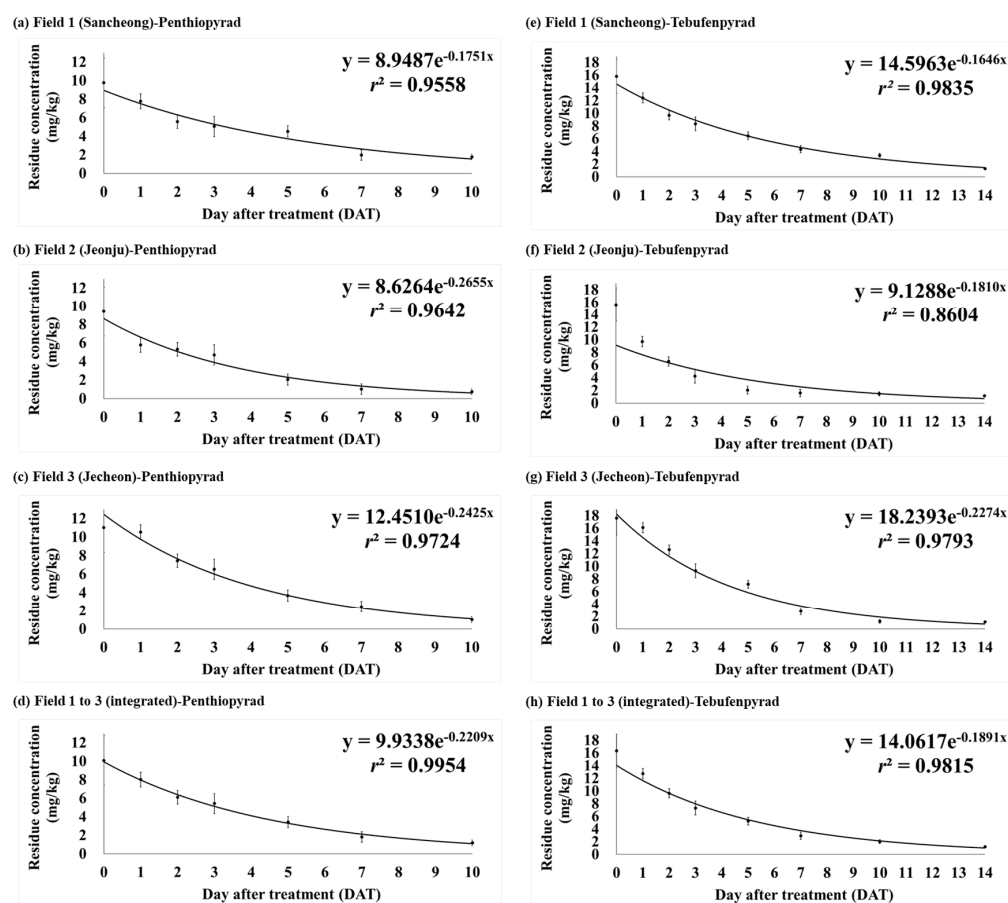 (a) Field 1 (Sancheong)-Penthiopyrad
Residue concentration
(mg/kg)
12
10
8
6
4
2
0
y = 8.9487e-0.1751x
r² = 0.9558
0 1 2 3 4 5 6 7 8 9 10
Day after treatment (DAT)
(b) Field 2 (Jeonju)-Penthiopyrad
Residue concentration
(mg/kg)
12
10
8
6
4
2
0
y = 8.6264e-0.2655x
r² = 0.9642
0 1 2 3 4 5 6 7 8 9 10
Day after treatment (DAT)
(c) Field 3 (Jecheon)-Penthiopyrad
Residue concentration
(mg/kg)
12
10
8
6
4
2
0
y = 12.4510e-0.2425x
r² = 0.9724
0 1 2 3 4 5 6 7 8 9 10
Day after treatment (DAT)
(d) Field 1 to 3 (integrated)-Penthiopyrad
Residue concentration
(mg/kg)
12
10
8
6
4
2
0
y = 9.9338e-0.2209x
r² = 0.9954
0 1 2 3 4 5 6 7 8 9 10
Day after treatment (DAT)
(e) Field 1 (Sancheong)-Tebufenpyrad
Residue concentration
(mg/kg)
18
16
14
12
10
8
6
4
2
0
y = 14.5963e-0.1646x
r² = 0.9835
0 1 2 3 4 5 6 7 8 9 10 11 12 13 14
Day after treatment (DAT)
(f) Field 2 (Jeonju)-Tebufenpyrad
Residue concentration
(mg/kg)
18
16
14
12
10
8
6
4
2
0
y = 9.1288e-0.1810x
r² = 0.8604
0 1 2 3 4 5 6 7 8 9 10 11 12 13 14
Day after treatment (DAT)
(g) Field 3 (Jecheon)-Tebufenpyrad
Residue concentration
(mg/kg)
18
16
14
12
10
8
6
4
2
0
y = 18.2393e-0.2274x
r² = 0.9793
0 1 2 3 4 5 6 7 8 9 10 11 12 13 14
Day after treatment (DAT)
(h) Field 1 to 3 (integrated)-Tebufenpyrad
Residue concentration
(mg/kg)
18
16
14
12
10
8
6
4
2
0
y = 14.0617e-0.1891x
r² = 0.9815
0 1 2 3 4 5 6 7 8 9 10 11 12 13 14
Day after treatment (DAT)